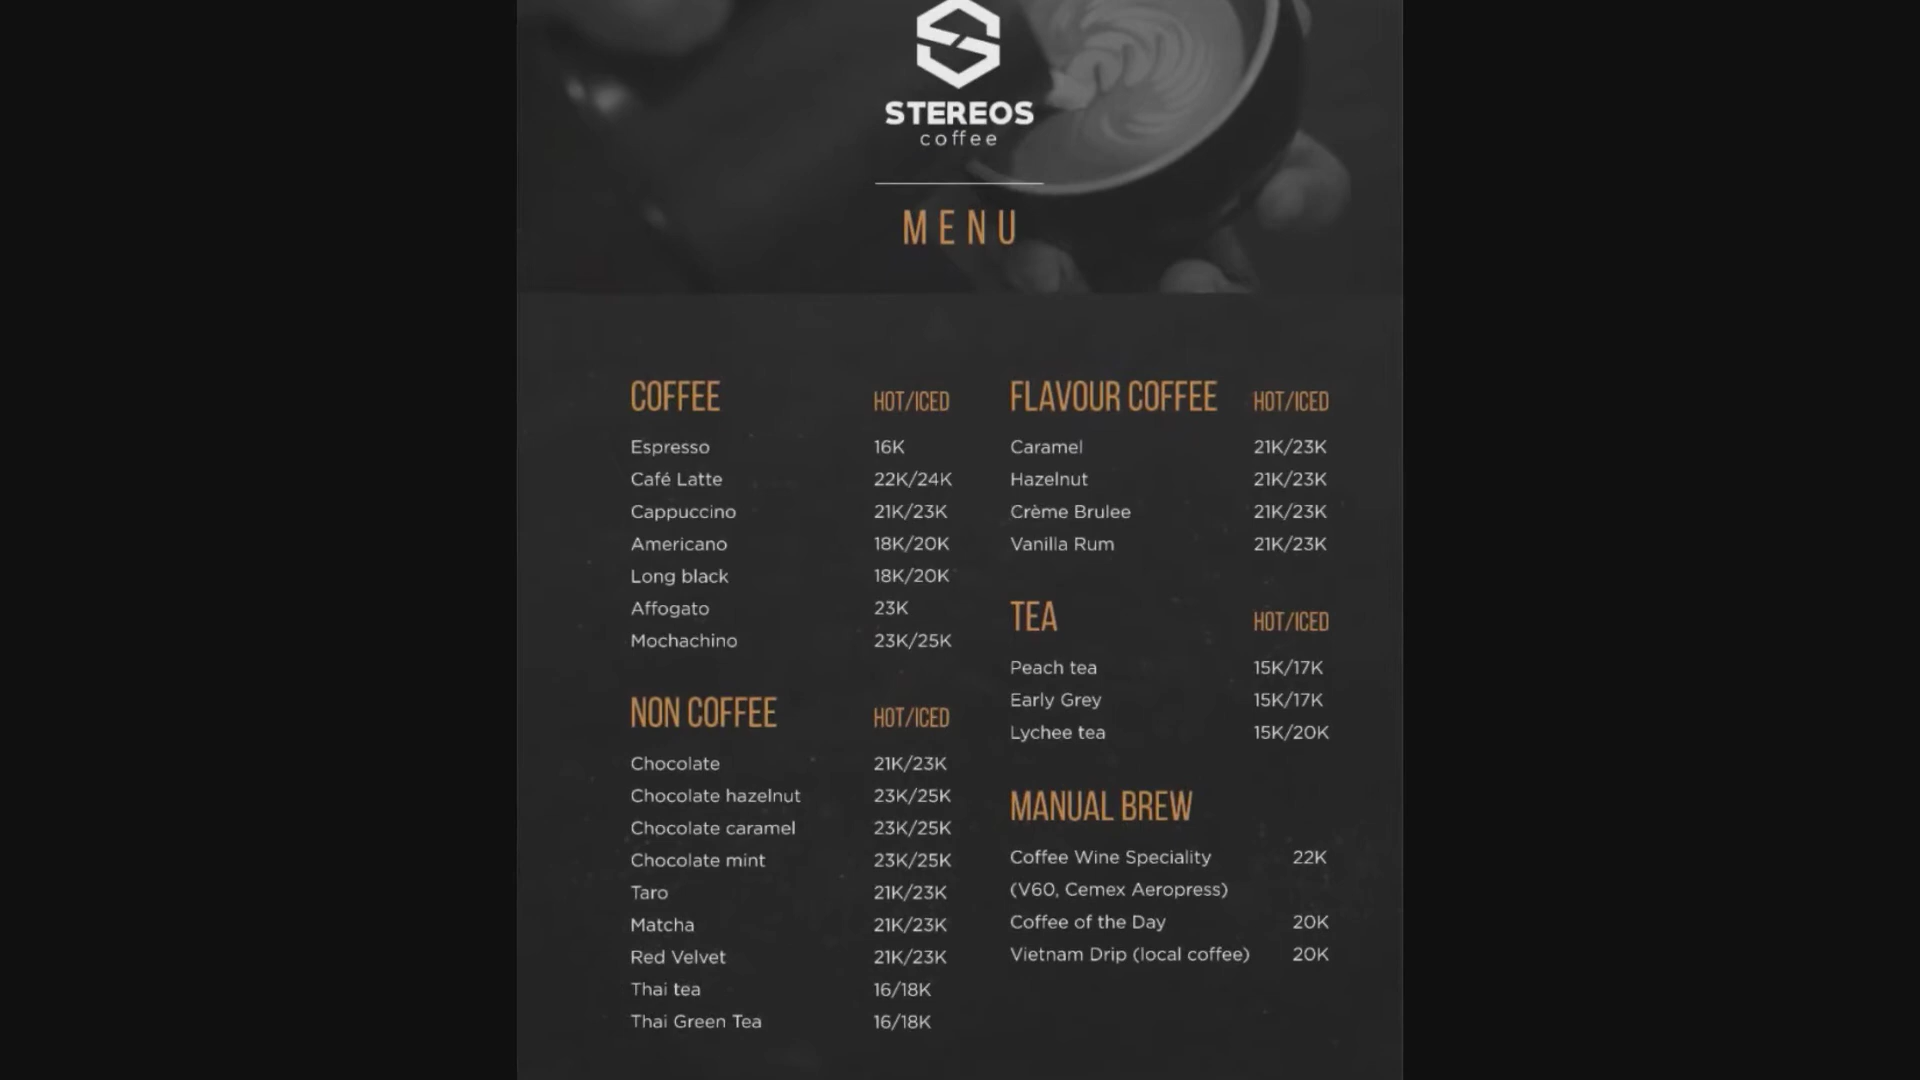 STEREOS
coffee
MENU
COFFEE HOT/ICED
Espresso 16K
Café Latte 22K/24K
Cappuccino 21K/23K
Americano 18K/20K
Long black 18K/20K
Affogato 23K
Mochachino 23K/25K
NON COFFEE HOT/ICED
Chocolate 21K/23K
Chocolate hazelnut 23K/25K
Chocolate caramel 23K/25K
Chocolate mint 23K/25K
Taro 21K/23K
Matcha 21K/23K
Red Velvet 21K/23K
Thai tea 16/18K
Thai Green Tea 16/18K
FLAVOUR COFFEE HOT/ICED
Caramel 21K/23K
Hazelnut 21K/23K
Crème Brulee 21K/23K
Vanilla Rum 21K/23K
TEA HOT/ICED
Peach tea 15K/17K
Early Grey 15K/17K
Lychee tea 15K/20K
MANUAL BREW
Coffee Wine Speciality 22K
(V60, Cemex Aeropress)
Coffee of the Day 20K
Vietnam Drip (local coffee) 20K